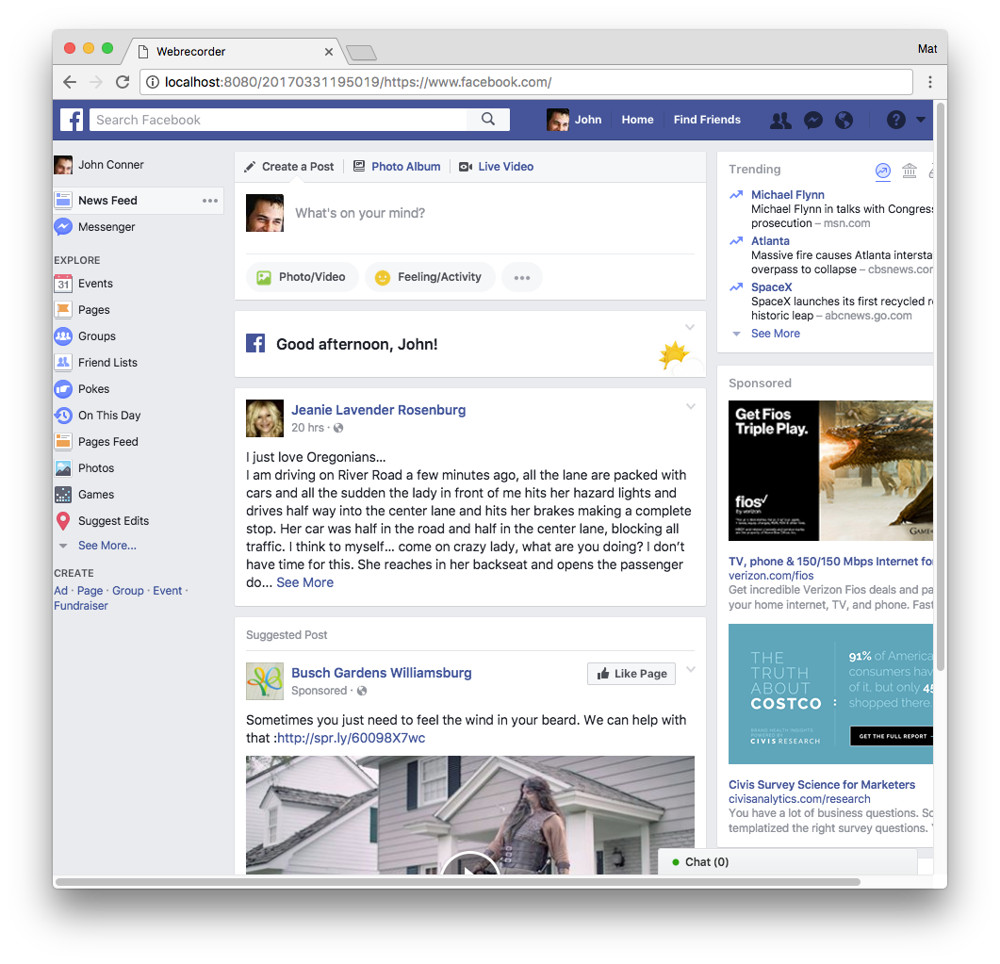 Webrecorder
Mat
localhost:8080/20170331195019/https://www.facebook.com/
Search Facebook
John
Home
Find Friends
John Conner
News Feed
Messenger
EXPLORE
31 Events
Pages
Groups
Friend Lists
Pokes
On This Day
Pages Feed
Photos
Games
Suggest Edits
See More...
CREATE
Ad · Page · Group · Event ·
Fundraiser
Create a Post
Photo Album
Live Video
What's on your mind?
Photo/Video
Feeling/Activity
Good afternoon, John!
Jeanie Lavender Rosenburg
20 hrs ·
I just love Oregonians...
I am driving on River Road a few minutes ago, all the lane are packed with
cars and all the sudden the lady in front of me hits her hazard lights and
drives half way into the center lane and hits her brakes making a complete
stop. Her car was half in the road and half in the center lane, blocking all
traffic. I think to myself... come on crazy lady, what are you doing? I don't
have time for this. She reaches in her backseat and opens the passenger
do... See More
Suggested Post
Busch Gardens Williamsburg
Sponsored ·
Like Page
Sometimes you just need to feel the wind in your beard. We can help with
that :http://spr.ly/60098X7wc
Trending
Michael Flynn
Michael Flynn in talks with Congress
prosecution – msn.com
Atlanta
Massive fire causes Atlanta intersta
overpass to collapse – cbsnews.cor
SpaceX
SpaceX launches its first recycled r
historic leap – abcnews.go.com
See More
Sponsored
Get Fios
Triple Play.
fios
by verizon
GAME
TV, phone & 150/150 Mbps Internet fo
verizon.com/fios
Get incredible Verizon Fios deals and pa
your home internet, TV, and phone. Fast
THE
TRUTH
ABOUT
COSTCO :
BRAND HEALTH INSIGHTS
POWERED BY
CIVIS RESEARCH
91% of America
consumers hav
of it, but only 45
shopped there.
GET THE FULL REPORT
Civis Survey Science for Marketers
civisanalytics.com/research
You have a lot of business questions. So
templatized the right survey questions. Y
Chat (0)